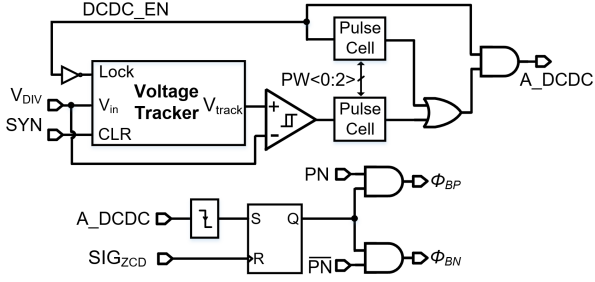 DCDC_EN
Pulse
Cell
A_DCDC
Lock
Voltage
Tracker
PW<0:2>
V_DIV
V_in
V_track
+
-
Pulse
Cell
SYN
CLR
PN
Φ_BP
A_DCDC
S
Q
SIG_ZCD
R
P̅N̅
Φ_BN